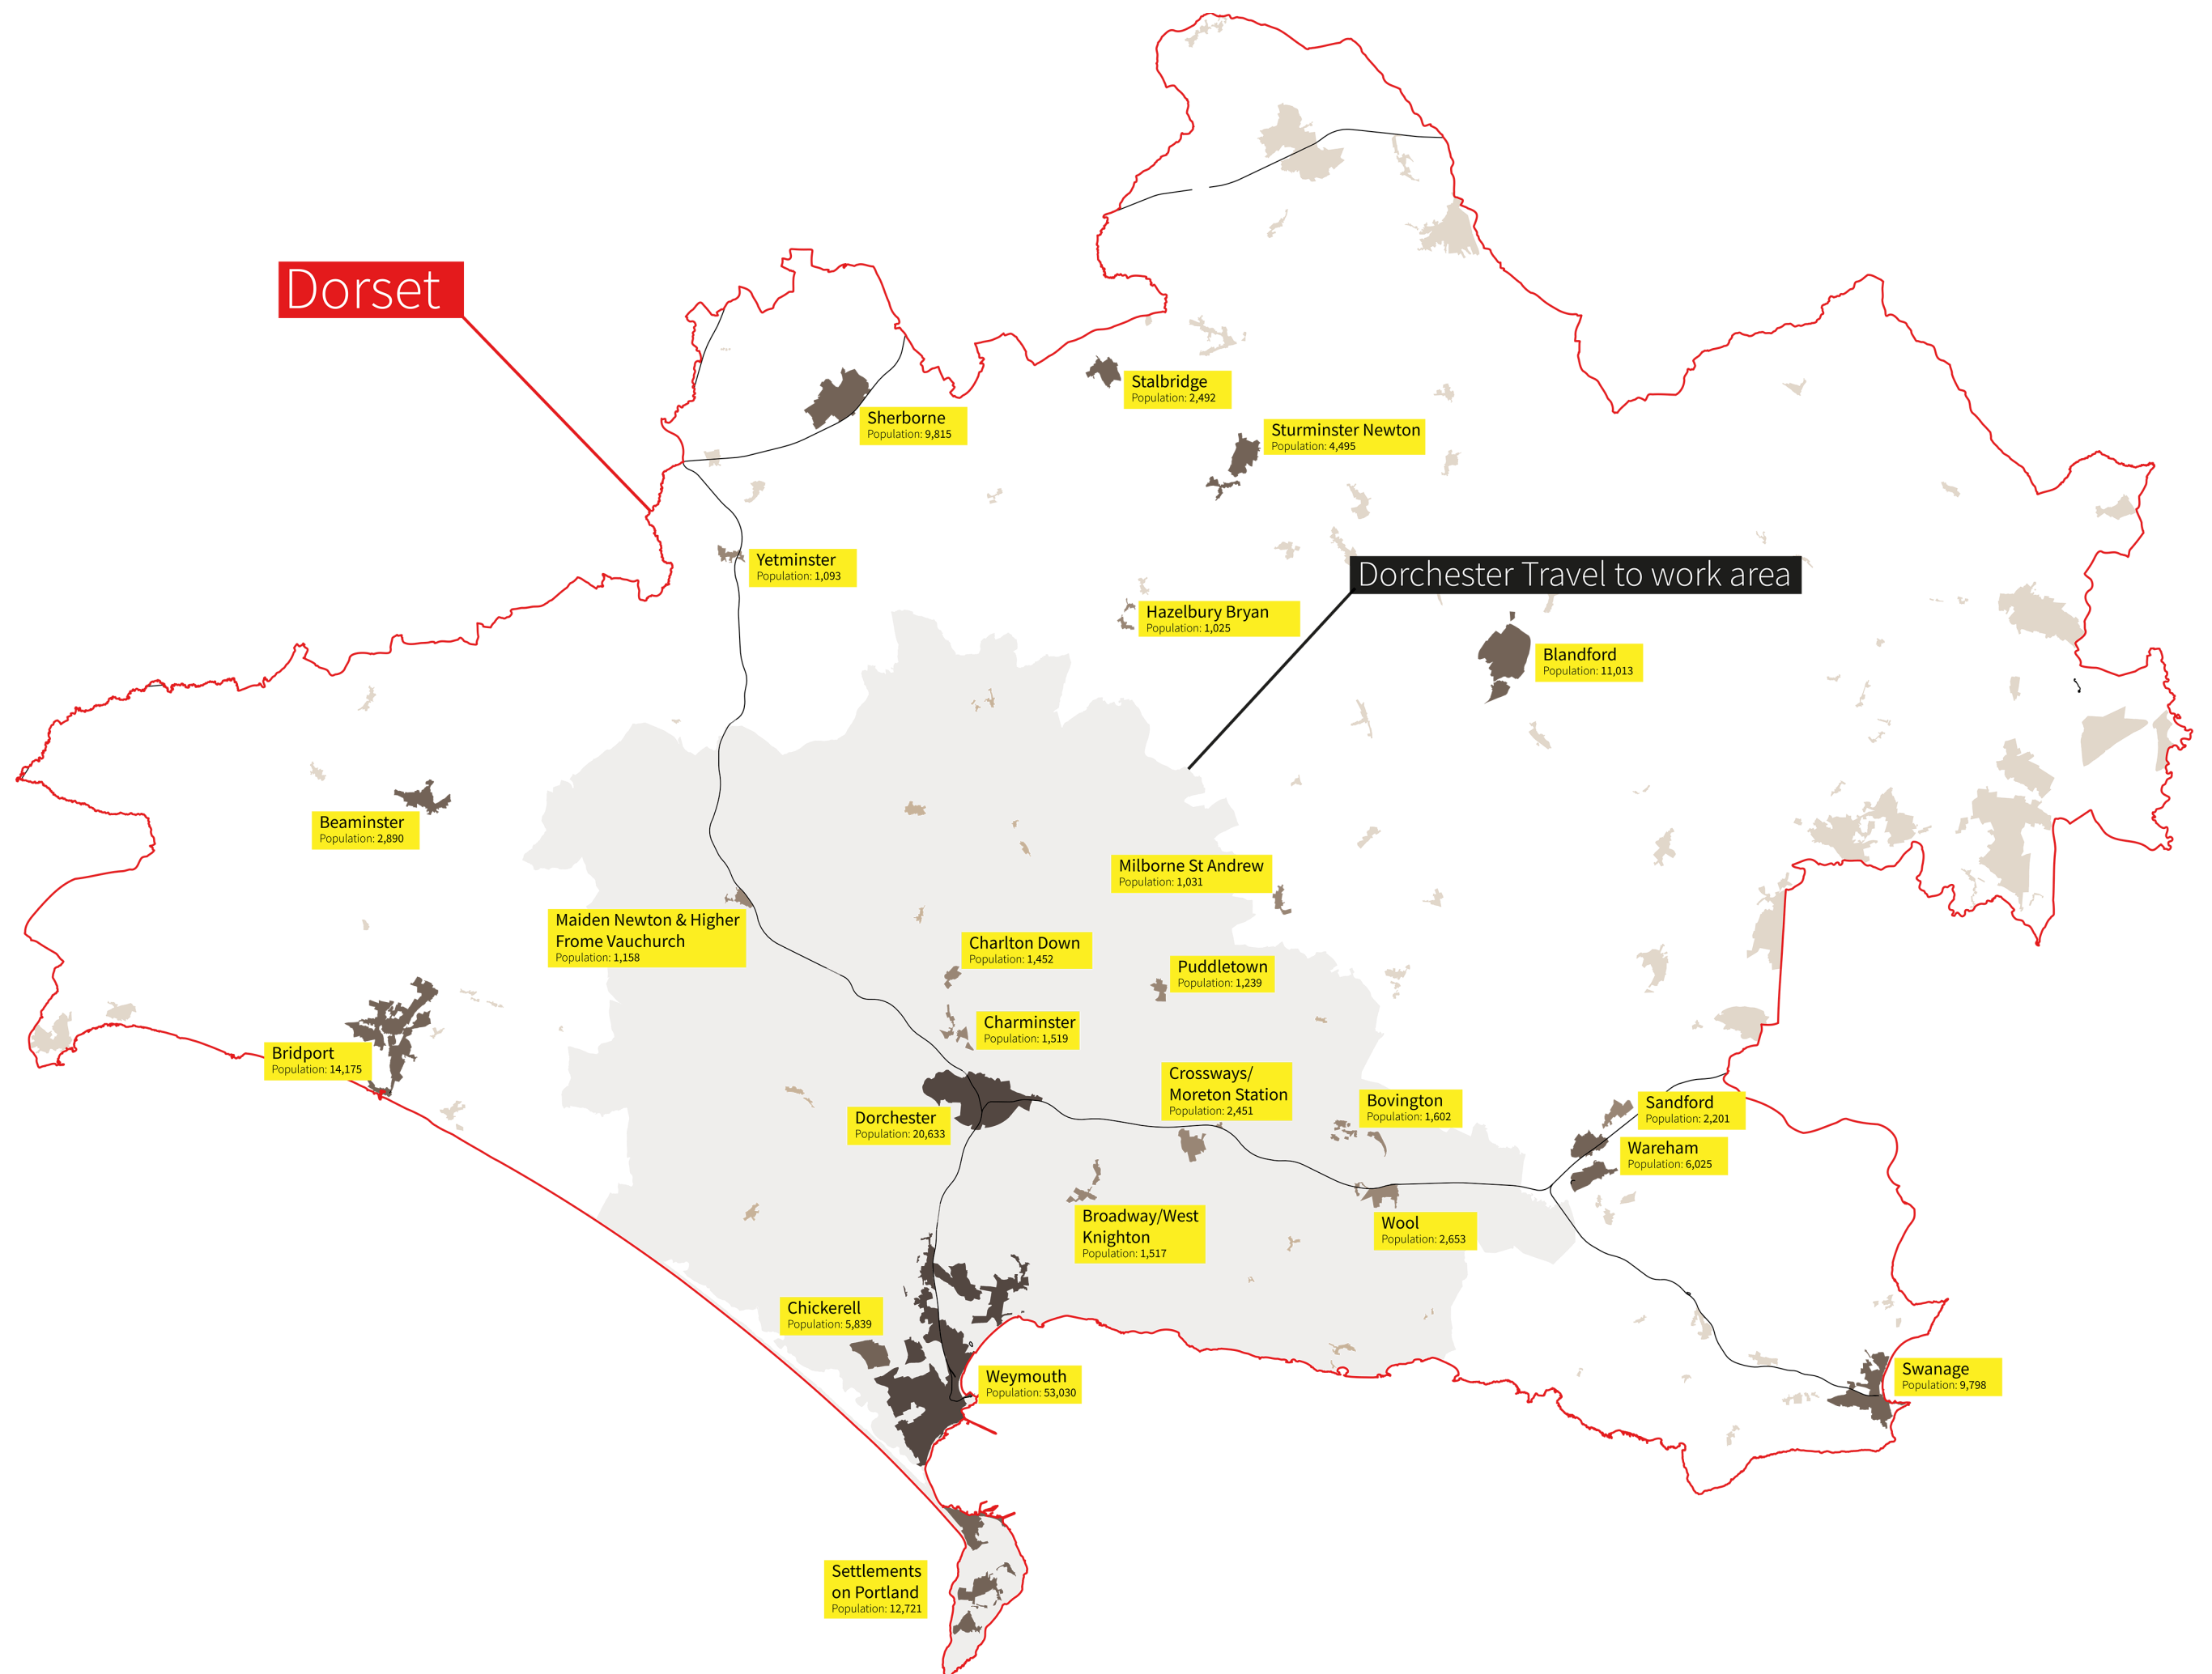 Dorset
Stalbridge
Population: 2,492
Sherborne
Population: 9,815
Sturminster Newton
Population: 4,495
Yetminster
Population: 1,093
Dorchester Travel to work area
Hazelbury Bryan
Population: 1,025
Blandford
Population: 11,013
Beaminster
Population: 2,890
Milborne St Andrew
Population: 1,031
Maiden Newton & Higher
Frome Vauchurch
Population: 1,158
Charlton Down
Population: 1,452
Puddletown
Population: 1,239
Charminster
Population: 1,519
Bridport
Population: 14,175
Crossways/
Moreton Station
Population: 2,451
Bovington
Population: 1,602
Sandford
Population: 2,201
Dorchester
Population: 20,633
Wareham
Population: 6,025
Broadway/West
Knighton
Population: 1,517
Wool
Population: 2,653
Chickerell
Population: 5,839
Weymouth
Population: 53,030
Swanage
Population: 9,798
Settlements
on Portland
Population: 12,721